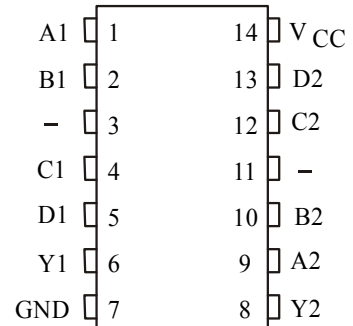 A1 1 14 V CC
B1 2 13 D2
– 3 12 C2
C1 4 11 –
D1 5 10 B2
Y1 6 9 A2
GND 7 8 Y2